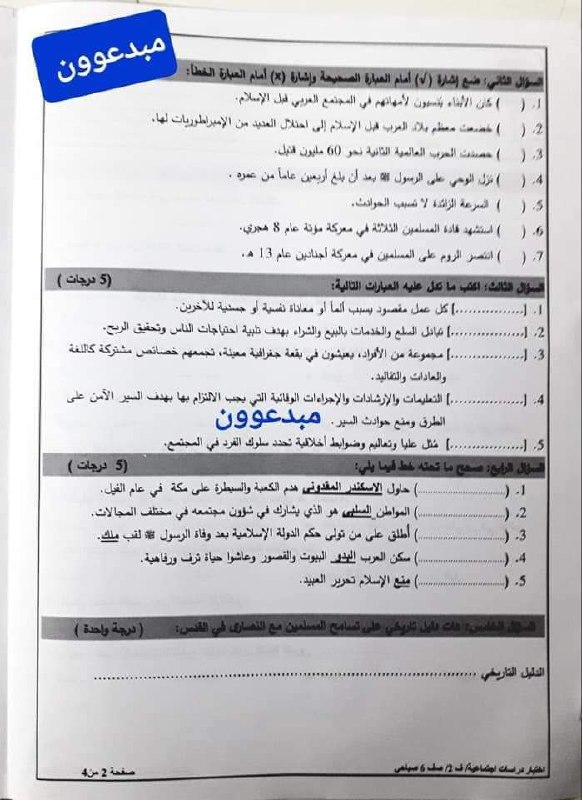 مبدعوون
السؤال الثاني: ضع إشارة (√) أمام العبارة الصحيحة وإشارة (x) أمام العبارة الخطأ:
1. ( ) كان الأبناء ينتسبون لأمهاتهم في المجتمع العربي قبل الإسلام.
2. ( ) خضعت معظم بلاد العرب قبل الإسلام إلى احتلال العديد من الإمبراطوريات لها.
3. ( ) حصدت الحرب العالمية الثانية نحو 60 مليون قتيل.
4. ( ) نزل الوحي على الرسول ﷺ بعد أن بلغ أربعين عاماً من عمره .
5. ( ) السرعة الزائدة لا تسبب الحوادث.
6. ( ) استشهد قادة المسلمين الثلاثة في معركة مؤتة عام 8 هجري.
7. ( ) انتصر الروم على المسلمين في معركة أجنادين عام 13 هـ.
السؤال الثالث: اكتب ما تدل عليه العبارات التالية: (5 درجات )
1. [...............] كل عمل مقصود يسبب ألماً أو معاناة نفسية أو جسدية للآخرين.
2. [...............] تبادل السلع والخدمات بالبيع والشراء بهدف تلبية احتياجات الناس وتحقيق الربح.
3. [...............] مجموعة من الأفراد، يعيشون في بقعة جغرافية معينة، تجمعهم خصائص مشتركة كاللغة
والعادات والتقاليد.
4. [...............] التعليمات والإرشادات والإجراءات الوقائية التي يجب الالتزام بها بهدف السير الآمن على
الطرق ومنع حوادث السير .
مبدعوون
5. [...............] مُثل عليا وتعاليم وضوابط أخلاقية تحدد سلوك الفرد في المجتمع.
السؤال الرابع: صحح ما تحته خط فيما يلي: (5 درجات )
1. (...................) حاول الاسكندر المقدوني هدم الكعبة والسيطرة على مكة في عام الفيل.
2. (...................) المواطن السلبي هو الذي يشارك في شؤون مجتمعه في مختلف المجالات.
3. (...................) أُطلق على من تولى حكم الدولة الإسلامية بعد وفاة الرسول ﷺ لقب ملك.
4. (...................) سكن العرب البدو البيوت والقصور وعاشوا حياة ترف ورفاهية.
5. (...................) منع الإسلام تحرير العبيد.
السؤال الخامس: هات دليل تاريخي على تسامح المسلمين مع النصارى في القدس: ( درجة واحدة )
الدليل التاريخي ................................................................
اختبار دراسات اجتماعية/ ف 2/ صف 6 صباحي
صفحة 2 من4